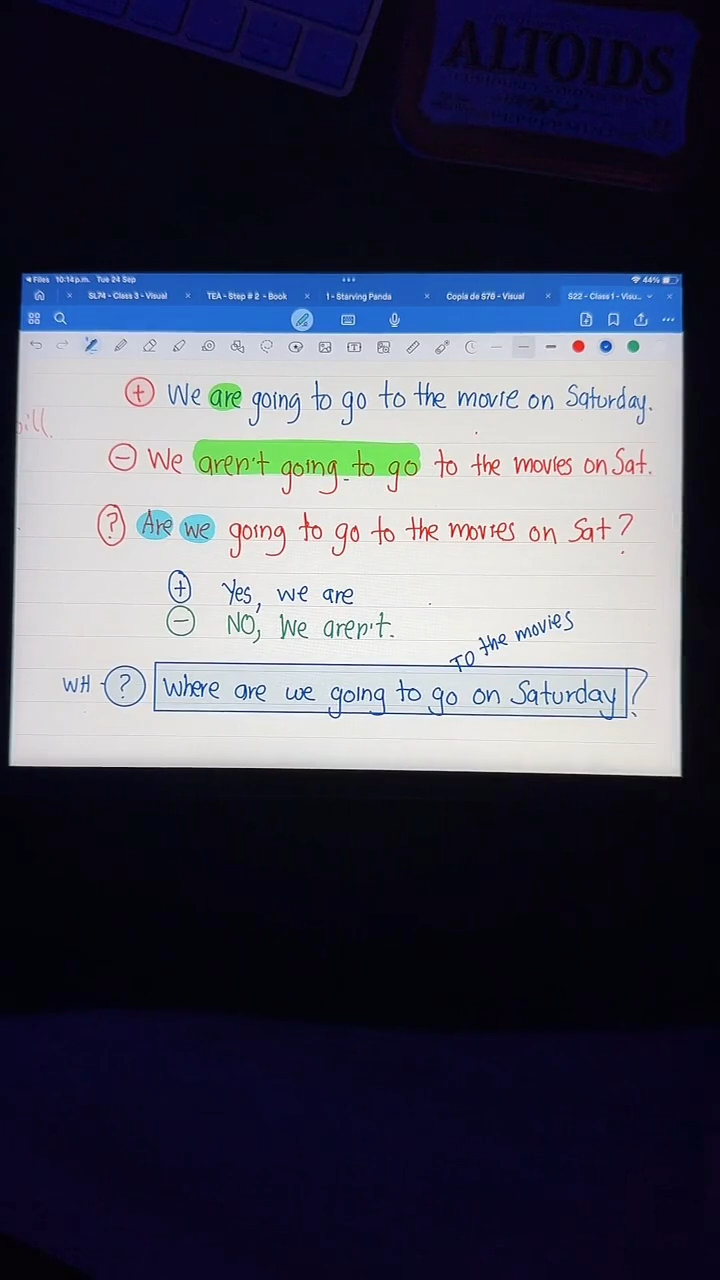 ALTOIDS
PEPPERMINT
Files 10:14 p.m. Tue 24 Sep 44%
SL74 - Class 3 - Visual TEA - Step # 2 - Book 1 - Starving Panda Copia de S76 - Visual S22 - Class 1 - Visu...
+ We are going to go to the movie on Saturday.
- We aren't going to go to the movies on Sat.
? Are we going to go to the movies on Sat?
+ Yes, we are
- NO, we aren't.
TO the movies
WH - ? Where are we going to go on Saturday?